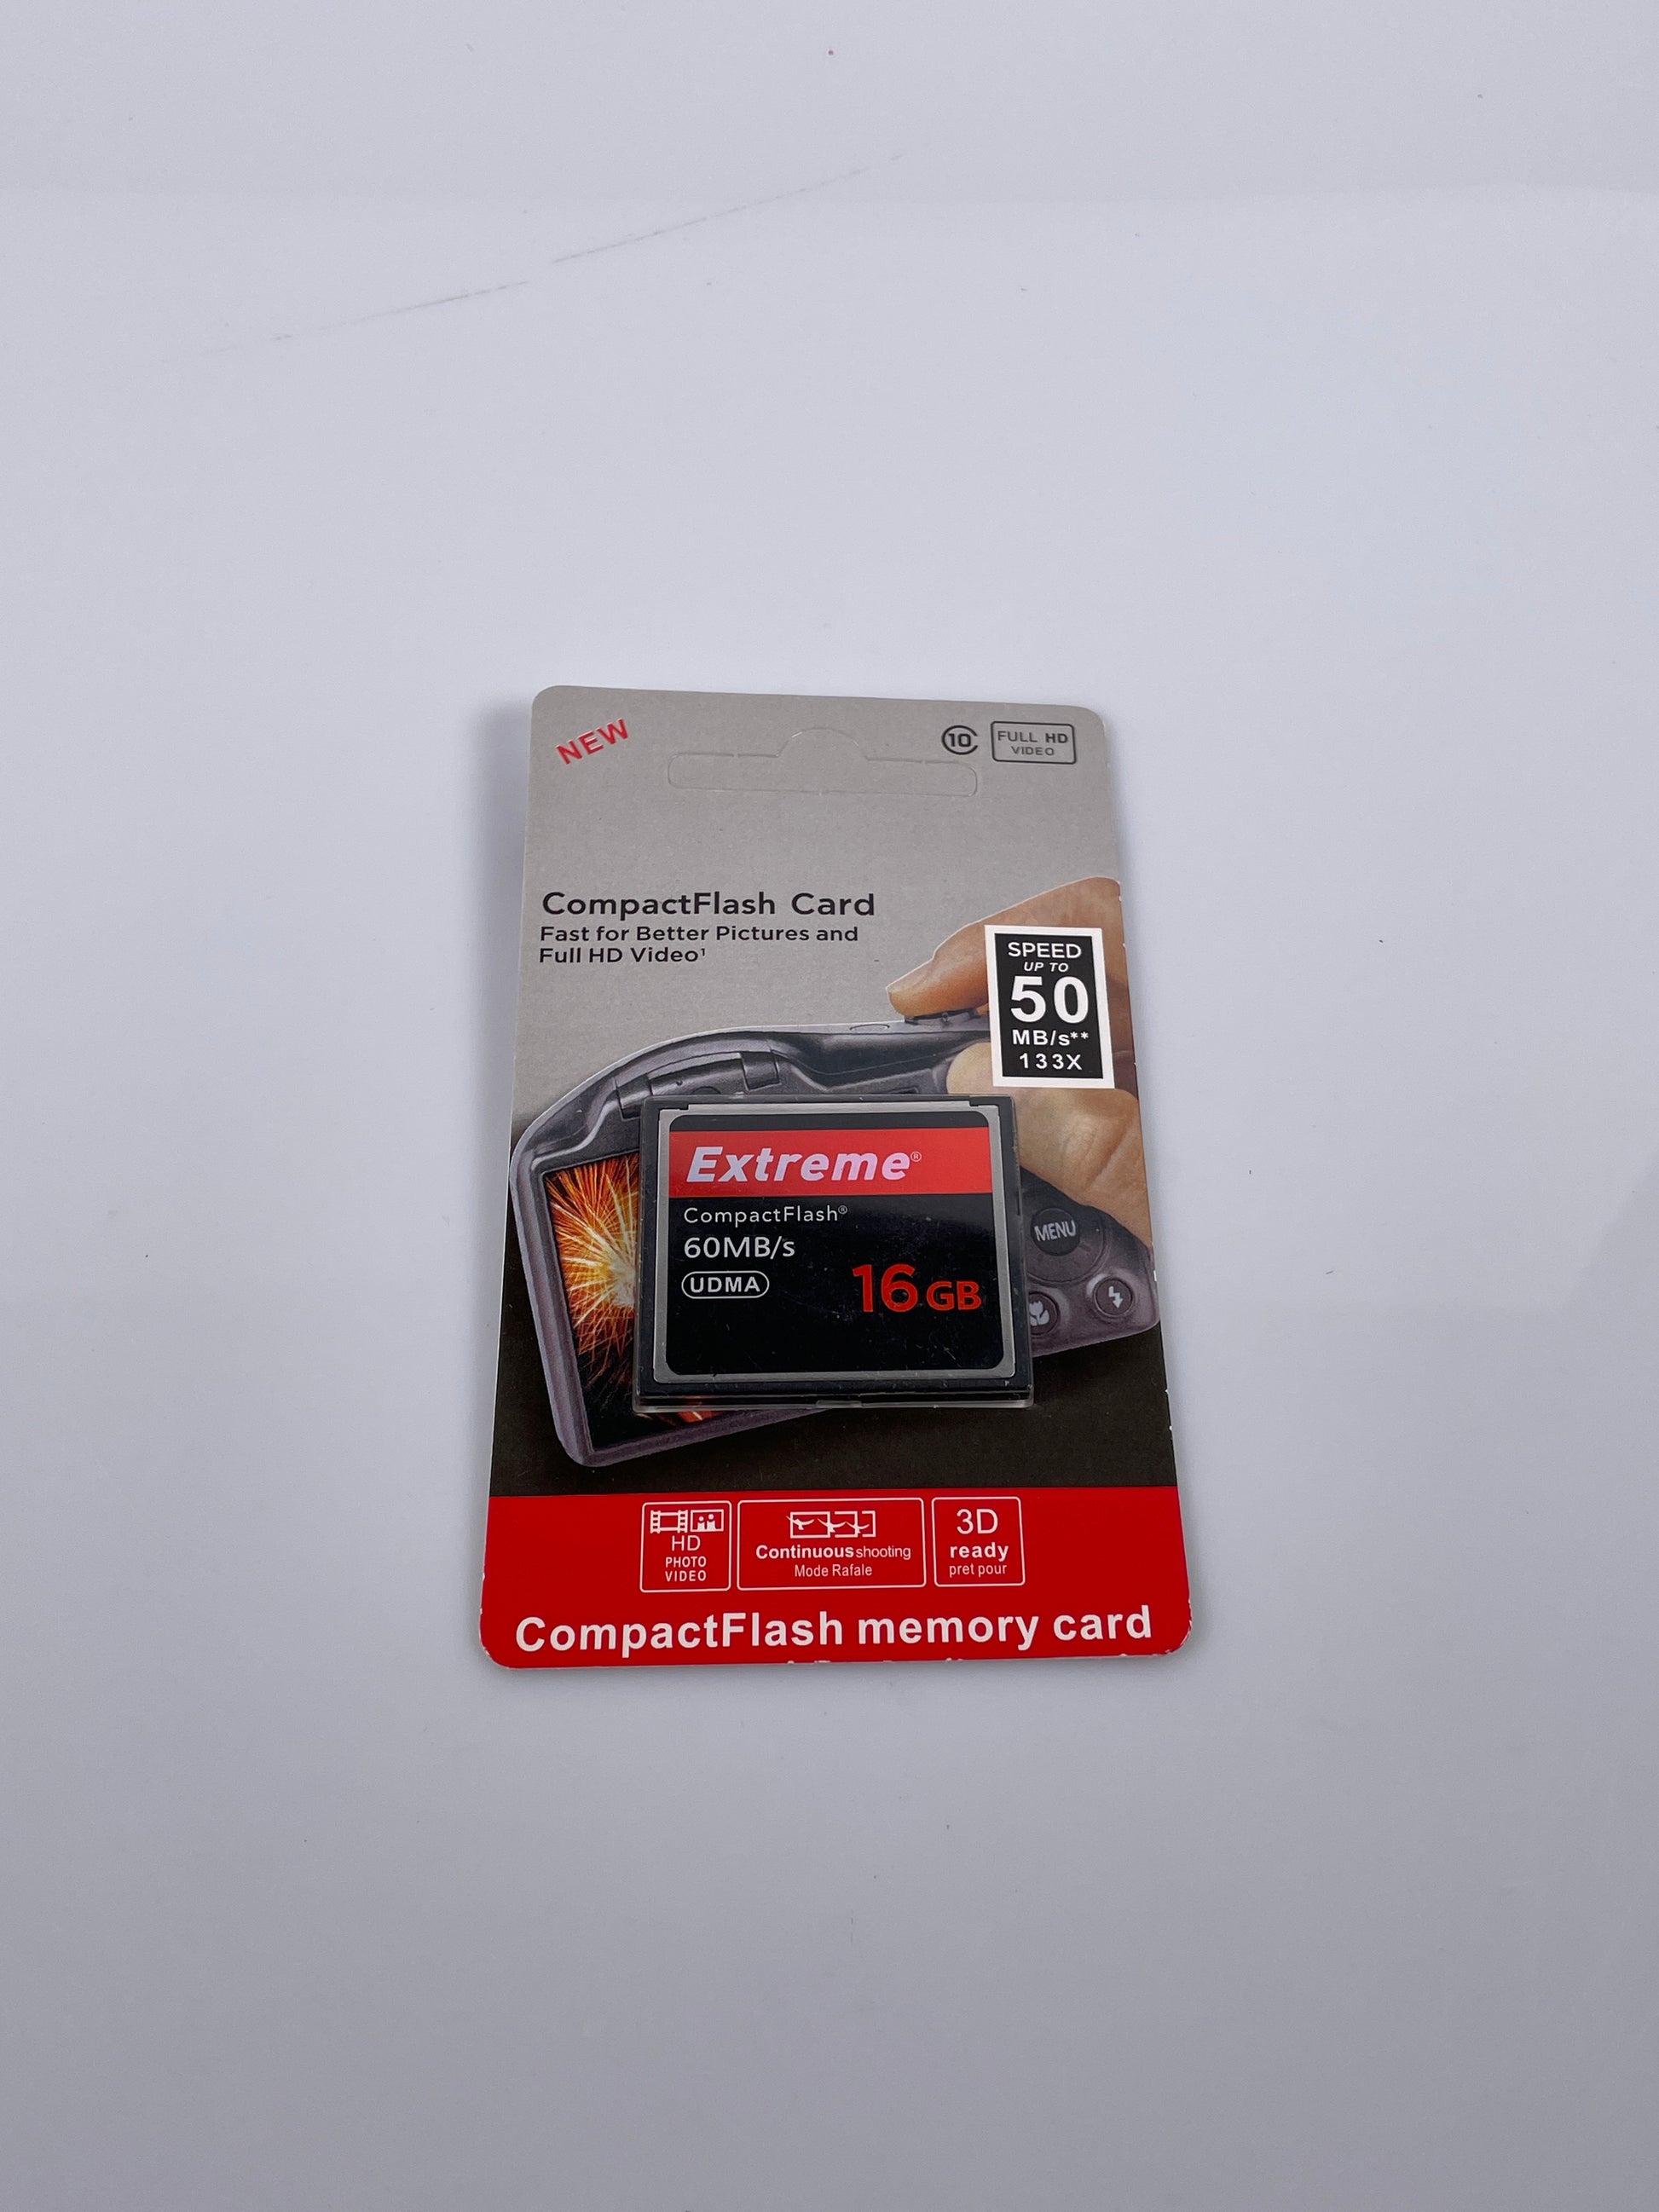 NEW
10
FULL HD
VIDEO
CompactFlash Card
Fast for Better Pictures and
Full HD Video¹
SPEED
UP TO
50
MB/s**
133X
Extreme®
CompactFlash®
60MB/s
UDMA
16GB
MENU
HD
PHOTO
VIDEO
Continuous shooting
Mode Rafale
3D
ready
pret pour
CompactFlash memory card